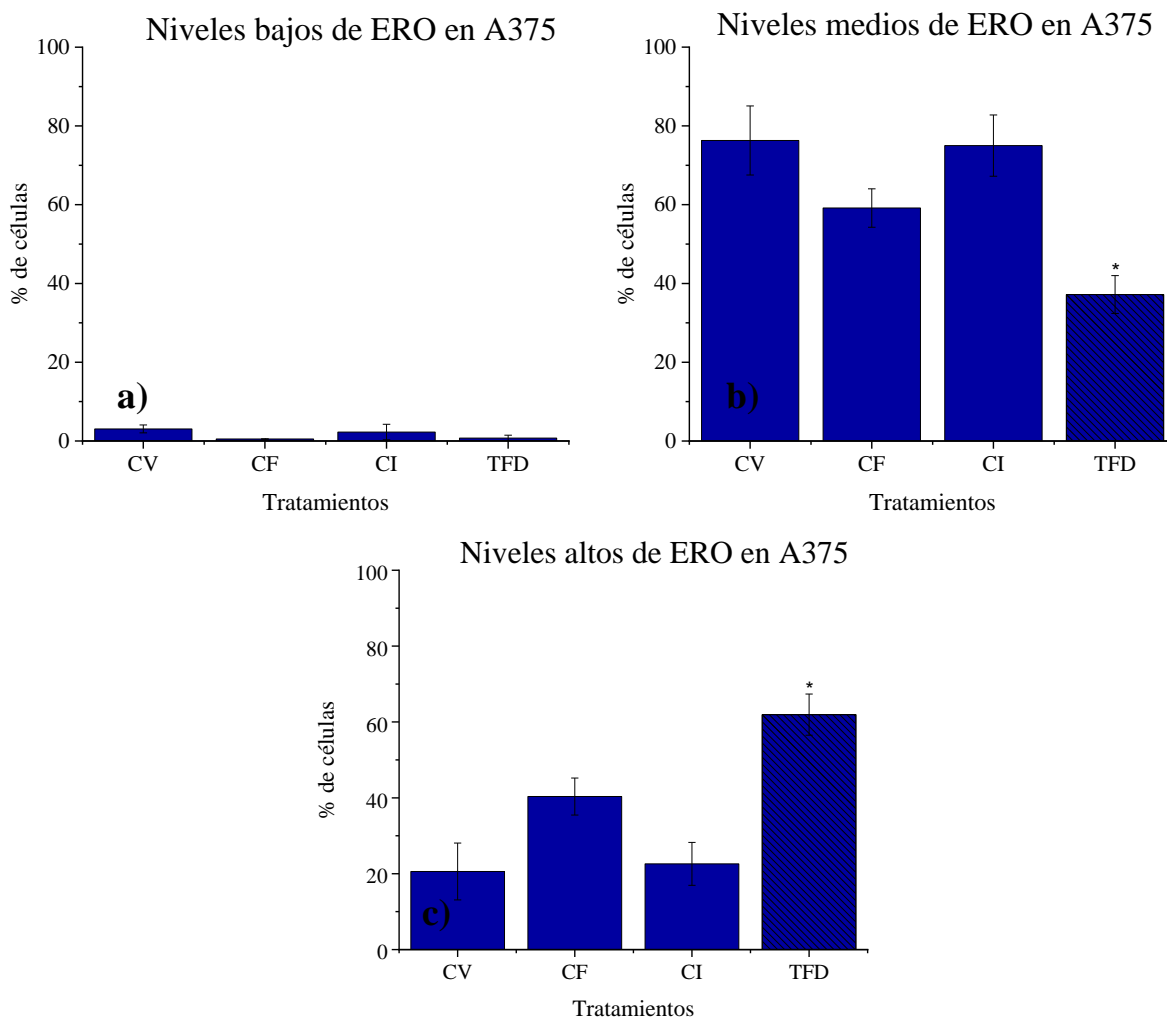 Niveles bajos de ERO en A375
100
80
60
40
20
0
% de células
a)
CV CF CI TFD
Tratamientos
Niveles medios de ERO en A375
100
80
60
40
20
0
% de células
*
b)
CV CF CI TFD
Tratamientos
Niveles altos de ERO en A375
100
80
60
40
20
0
% de células
*
c)
CV CF CI TFD
Tratamientos